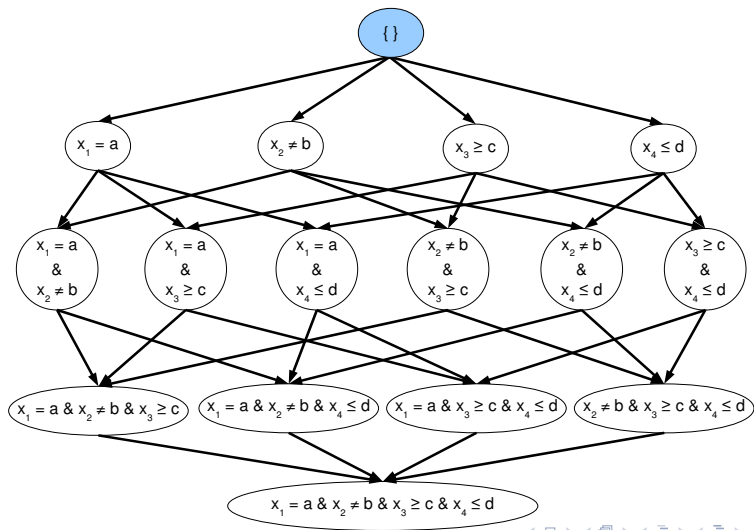 { }
x₁ = a
x₂ ≠ b
x₃ ≥ c
x₄ ≤ d
x₁ = a
&
x₂ ≠ b
x₁ = a
&
x₃ ≥ c
x₁ = a
&
x₄ ≤ d
x₂ ≠ b
&
x₃ ≥ c
x₂ ≠ b
&
x₄ ≤ d
x₃ ≥ c
&
x₄ ≤ d
x₁ = a & x₂ ≠ b & x₃ ≥ c
x₁ = a & x₂ ≠ b & x₄ ≤ d
x₁ = a & x₃ ≥ c & x₄ ≤ d
x₂ ≠ b & x₃ ≥ c & x₄ ≤ d
x₁ = a & x₂ ≠ b & x₃ ≥ c & x₄ ≤ d